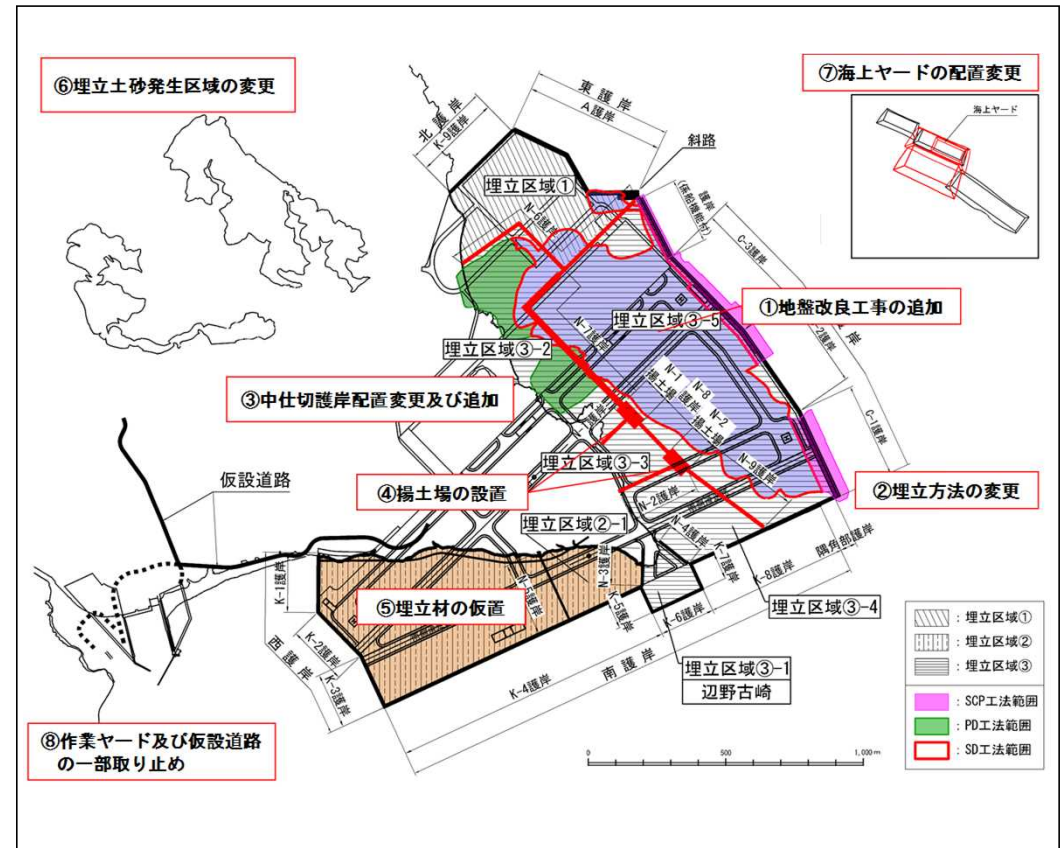 ⑥埋立土砂発生区域の変更
⑦海上ヤードの配置変更
海上ヤード
東護岸
A護岸
北護岸
K-9護岸
斜路
護岸
(係船機能付)
埋立区域①
N-6護岸
C-3護岸
①地盤改良工事の追加
埋立区域③-5
N-7護岸
埋立区域③-2
N-1
揚土場
N-8
護岸
N-2
揚土場
C-1護岸
③中仕切護岸配置変更及び追加
埋立区域③-3
N-9護岸
④揚土場の設置
②埋立方法の変更
仮設道路
N-2護岸
埋立区域②-1
N-4護岸
K-7護岸
隅角部護岸
K-8護岸
K-1護岸
N-3護岸
N-5護岸
⑤埋立材の仮置
K-5護岸
K-6護岸
埋立区域③-4
K-2護岸
西護岸
K-3護岸
K-4護岸
南護岸
埋立区域③-1
辺野古崎
⑧作業ヤード及び仮設道路
の一部取り止め
0 500 1,000m
:埋立区域①
:埋立区域②
:埋立区域③
:SCP工法範囲
:PD工法範囲
:SD工法範囲